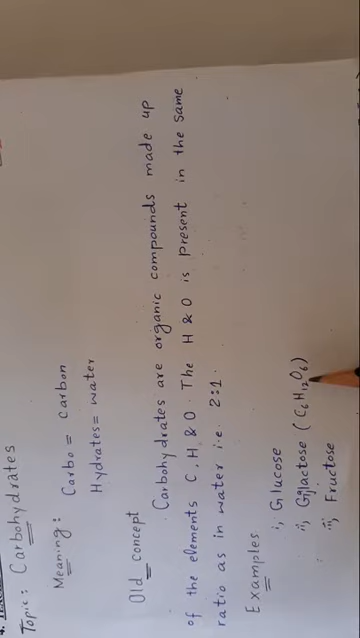 Topic: Carbohydrates
Meaning: Carbo = Carbon
Hydrates = water
Old concept
Carbohydrates are organic compounds made up
of the elements C, H & O. The H & O is present in the same
ratio as in water i.e. 2:1.
Examples
i, Glucose
ii, Galactose (C₆H₁₂O₆)
iii, Fructose